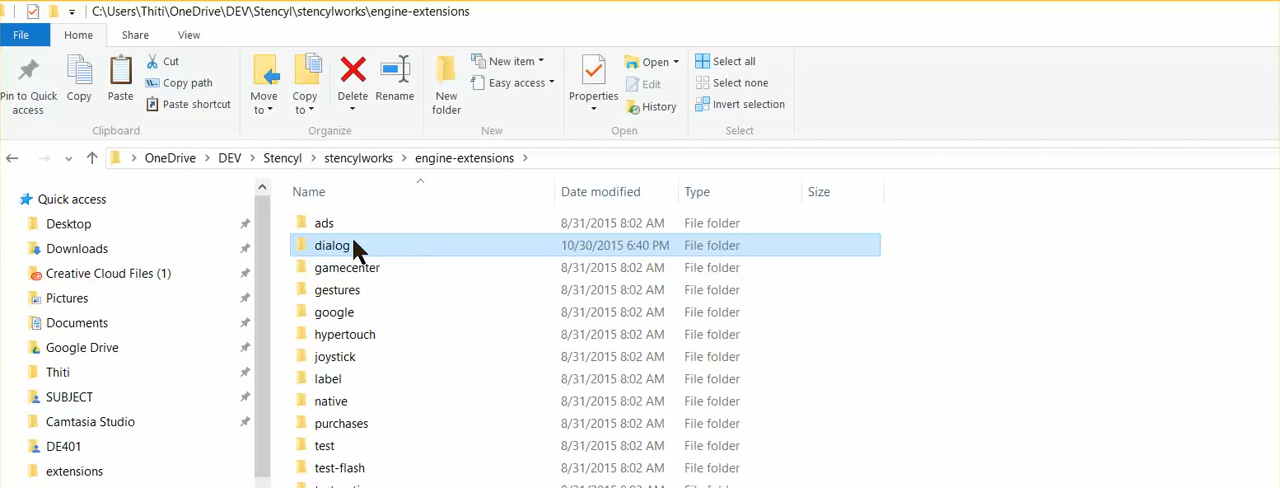 C:\Users\Thiti\OneDrive\DEV\Stencyl\stencylworks\engine-extensions
File Home Share View
Pin to Quick access
Copy
Paste
Cut
Copy path
Paste shortcut
Clipboard
Move to
Copy to
Delete
Rename
Organize
New folder
New item
Easy access
New
Properties
Open
Edit
History
Open
Select all
Select none
Invert selection
Select
OneDrive > DEV > Stencyl > stencylworks > engine-extensions >
Quick access
Desktop
Downloads
Creative Cloud Files (1)
Pictures
Documents
Google Drive
Thiti
SUBJECT
Camtasia Studio
DE401
extensions
Name Date modified Type Size
ads 8/31/2015 8:02 AM File folder
dialog 10/30/2015 6:40 PM File folder
gamecenter 8/31/2015 8:02 AM File folder
gestures 8/31/2015 8:02 AM File folder
google 8/31/2015 8:02 AM File folder
hypertouch 8/31/2015 8:02 AM File folder
joystick 8/31/2015 8:02 AM File folder
label 8/31/2015 8:02 AM File folder
native 8/31/2015 8:02 AM File folder
purchases 8/31/2015 8:02 AM File folder
test 8/31/2015 8:02 AM File folder
test-flash 8/31/2015 8:02 AM File folder